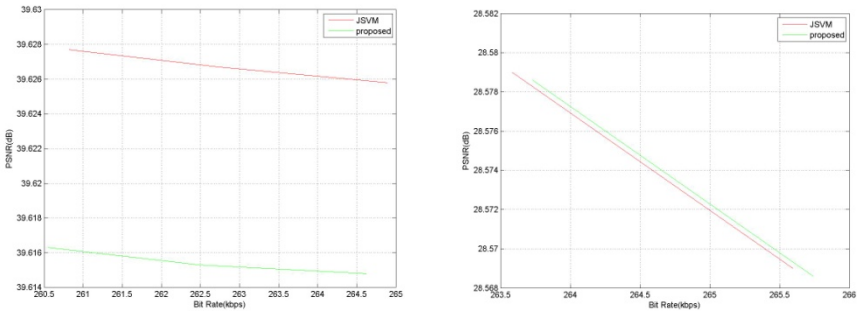 39.63
39.628
39.626
39.624
39.622
39.62
39.618
39.616
39.614
PSNR(dB)
JSVM
proposed
260.5 261 261.5 262 262.5 263 263.5 264 264.5 265
Bit Rate(kbps)
28.582
28.58
28.578
28.576
28.574
28.572
28.57
28.568
PSNR(dB)
JSVM
proposed
263.5 264 264.5 265 265.5 266
Bit Rate(kbps)